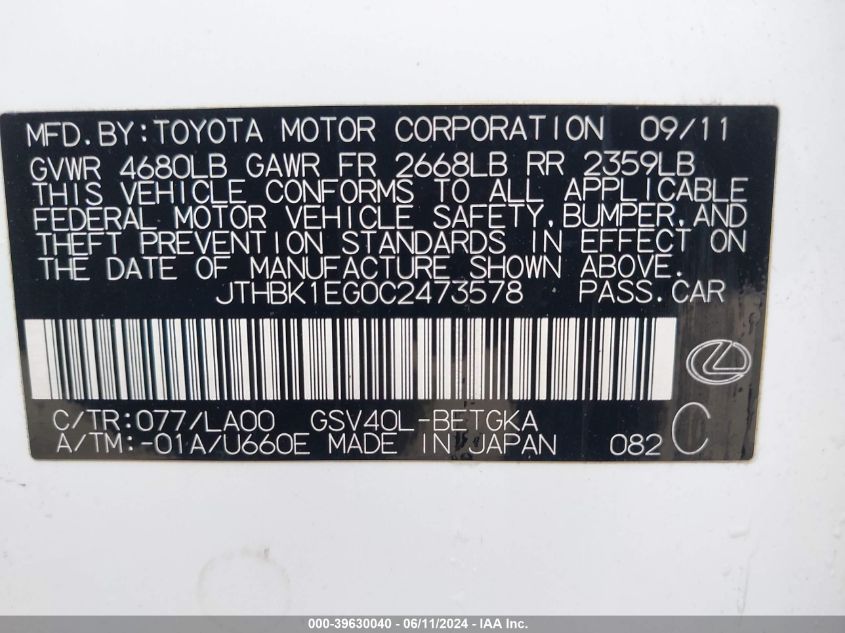 MFD.BY:TOYOTA MOTOR CORPORATION 09/11
GVWR 4680LB GAWR FR 2668LB RR 2359LB
THIS VEHICLE CONFORMS TO ALL APPLICABLE
FEDERAL MOTOR VEHICLE SAFETY,BUMPER,AND
THEFT PREVENTION STANDARDS IN EFFECT ON
THE DATE OF MANUFACTURE SHOWN ABOVE.
JTHBK1EG0C2473578 PASS.CAR
C/TR:077/LA00 GSV40L-BETGKA
A/TM:-01A/U660E MADE IN JAPAN 082 C
000-39630040 - 06/11/2024 - IAA Inc.